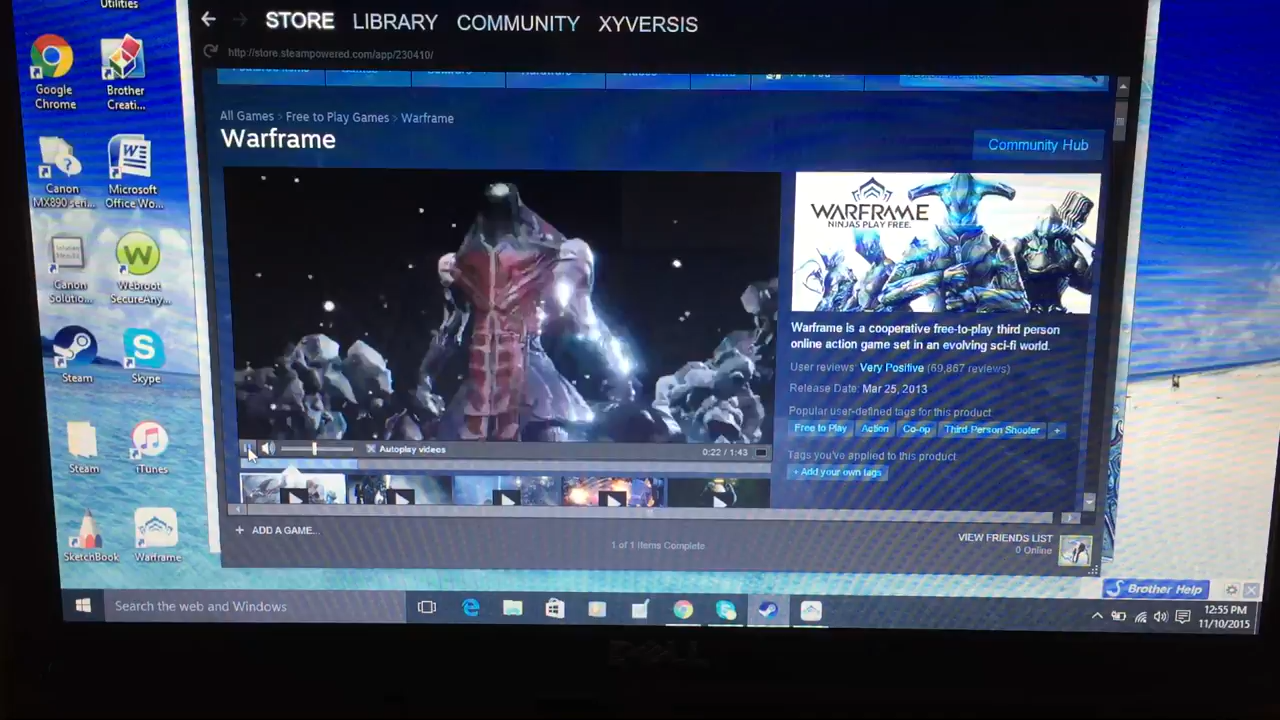 Utilities
STORE LIBRARY COMMUNITY XYVERSIS
http://store.steampowered.com/app/230410/
Google Chrome
Brother Creati...
All Games > Free to Play Games > Warframe
Warframe
Community Hub
Canon MX890 seri...
Microsoft Office Wo...
WARFRAME
NINJAS PLAY FREE.
Canon Solutio...
Webroot SecureAny...
Warframe is a cooperative free-to-play third person
online action game set in an evolving sci-fi world.
User reviews: Very Positive (69,867 reviews)
Release Date: Mar 25, 2013
Steam
Skype
Popular user-defined tags for this product
Free to Play Action Co-op Third Person Shooter +
Autoplay videos 0:22 / 1:43
Tags you've applied to this product
+ Add your own tags
Steam
iTunes
+ ADD A GAME...
1 of 1 Items Complete
VIEW FRIENDS LIST
0 Online
SketchBook
Warframe
Brother Help
Search the web and Windows
12:55 PM
11/10/2015
DELL